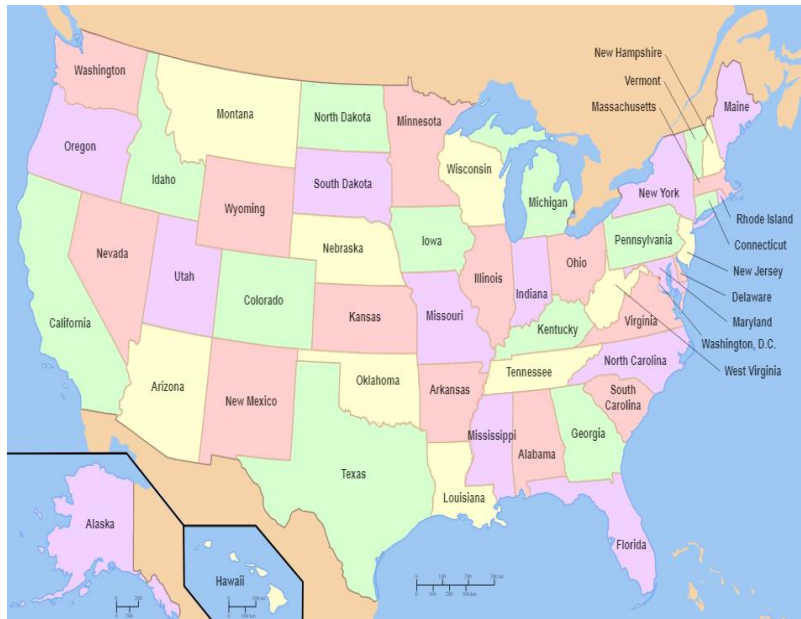 New Hampshire
Vermont
Massachusetts
Washington
Montana
North Dakota
Minnesota
Maine
Oregon
Idaho
South Dakota
Wisconsin
Michigan
New York
Wyoming
Rhode Island
Connecticut
Nebraska
Iowa
Pennsylvania
New Jersey
Nevada
Utah
Colorado
Illinois
Indiana
Ohio
Delaware
Maryland
California
Kansas
Missouri
Kentucky
Virginia
Washington, D.C.
West Virginia
Arizona
New Mexico
Oklahoma
Arkansas
Tennessee
North Carolina
South
Carolina
Mississippi
Alabama
Georgia
Texas
Louisiana
Alaska
Hawaii
Florida